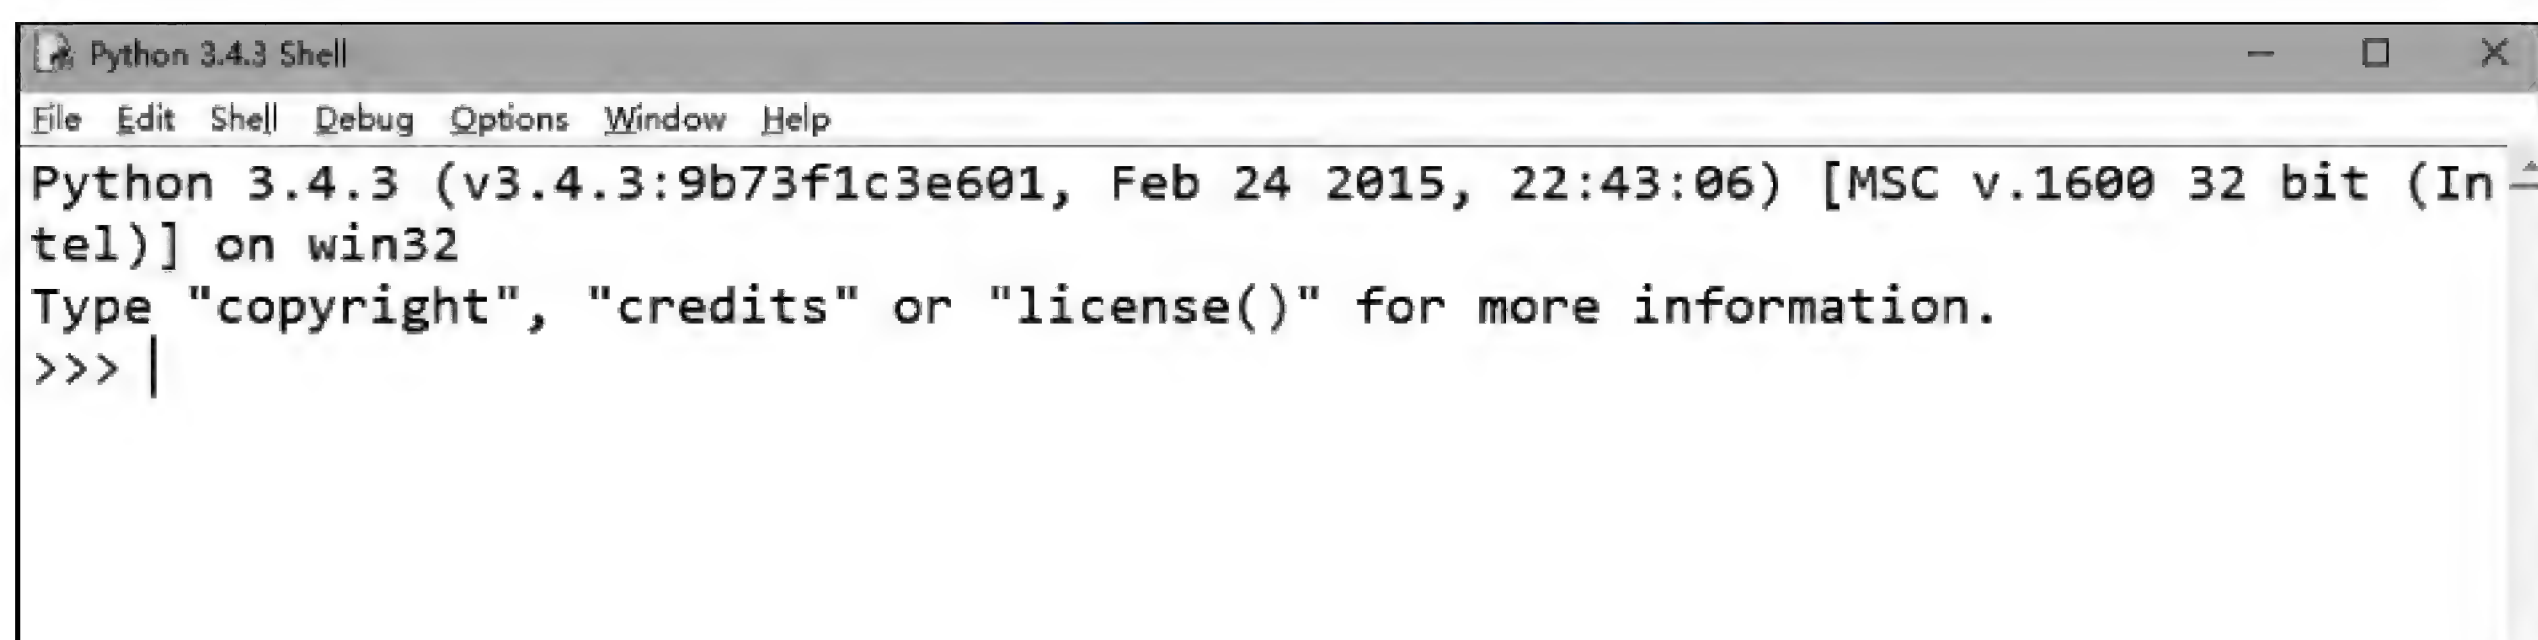 Python 3.4.3 Shell
File Edit Shell Debug Options Window Help
Python 3.4.3 (v3.4.3:9b73f1c3e601, Feb 24 2015, 22:43:06) [MSC v.1600 32 bit (In
tel)] on win32
Type "copyright", "credits" or "license()" for more information.
>>>